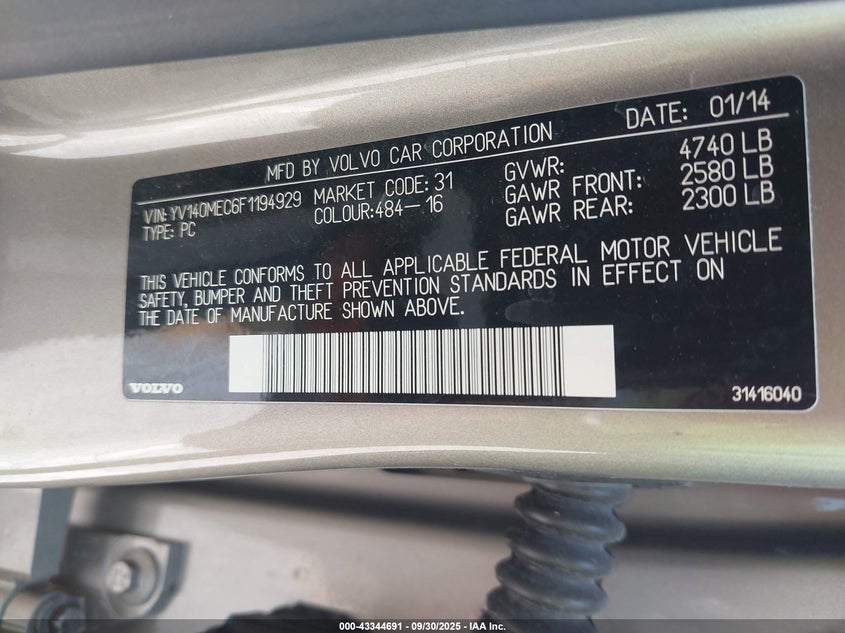 MFD BY VOLVO CAR CORPORATION DATE: 01/14
VIN: YV140MEC6F1194929 MARKET CODE: 31 GVWR: 4740 LB
TYPE: PC COLOUR:484-16 GAWR FRONT: 2580 LB
GAWR REAR: 2300 LB
THIS VEHICLE CONFORMS TO ALL APPLICABLE FEDERAL MOTOR VEHICLE
SAFETY, BUMPER AND THEFT PREVENTION STANDARDS IN EFFECT ON
THE DATE OF MANUFACTURE SHOWN ABOVE.
VOLVO 31416040
000-43344691 - 09/30/2025 - IAA Inc.